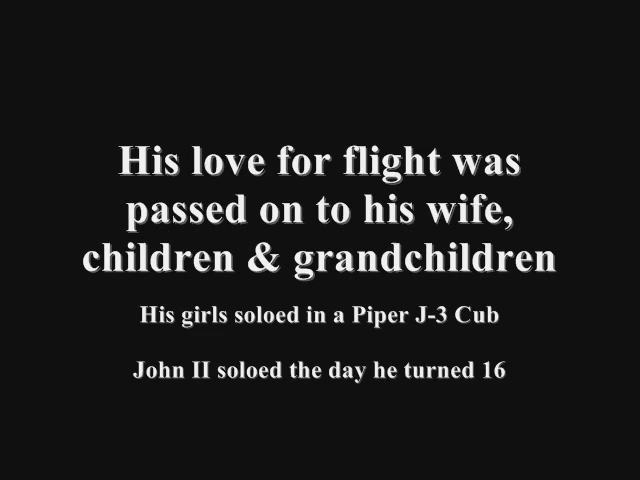 His love for flight was
passed on to his wife,
children & grandchildren
His girls soloed in a Piper J-3 Cub
John II soloed the day he turned 16